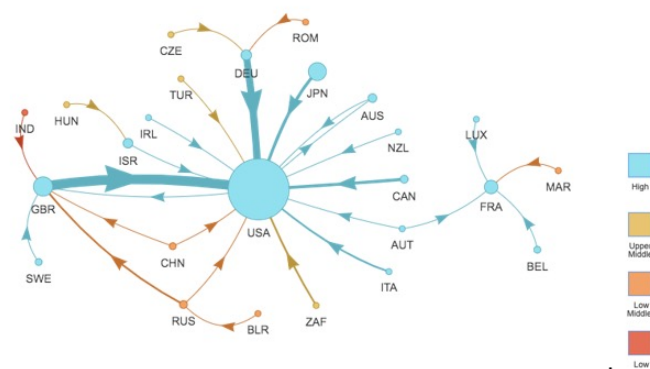 ROM
CZE
DEU
JPN
TUR
AUS
HUN
IND
IRL
LUX
NZL
ISR
MAR
CAN
High
GBR
FRA
USA
AUT
Upper
Middle
CHN
BEL
SWE
ITA
Low
Middle
RUS
BLR
ZAF
Low